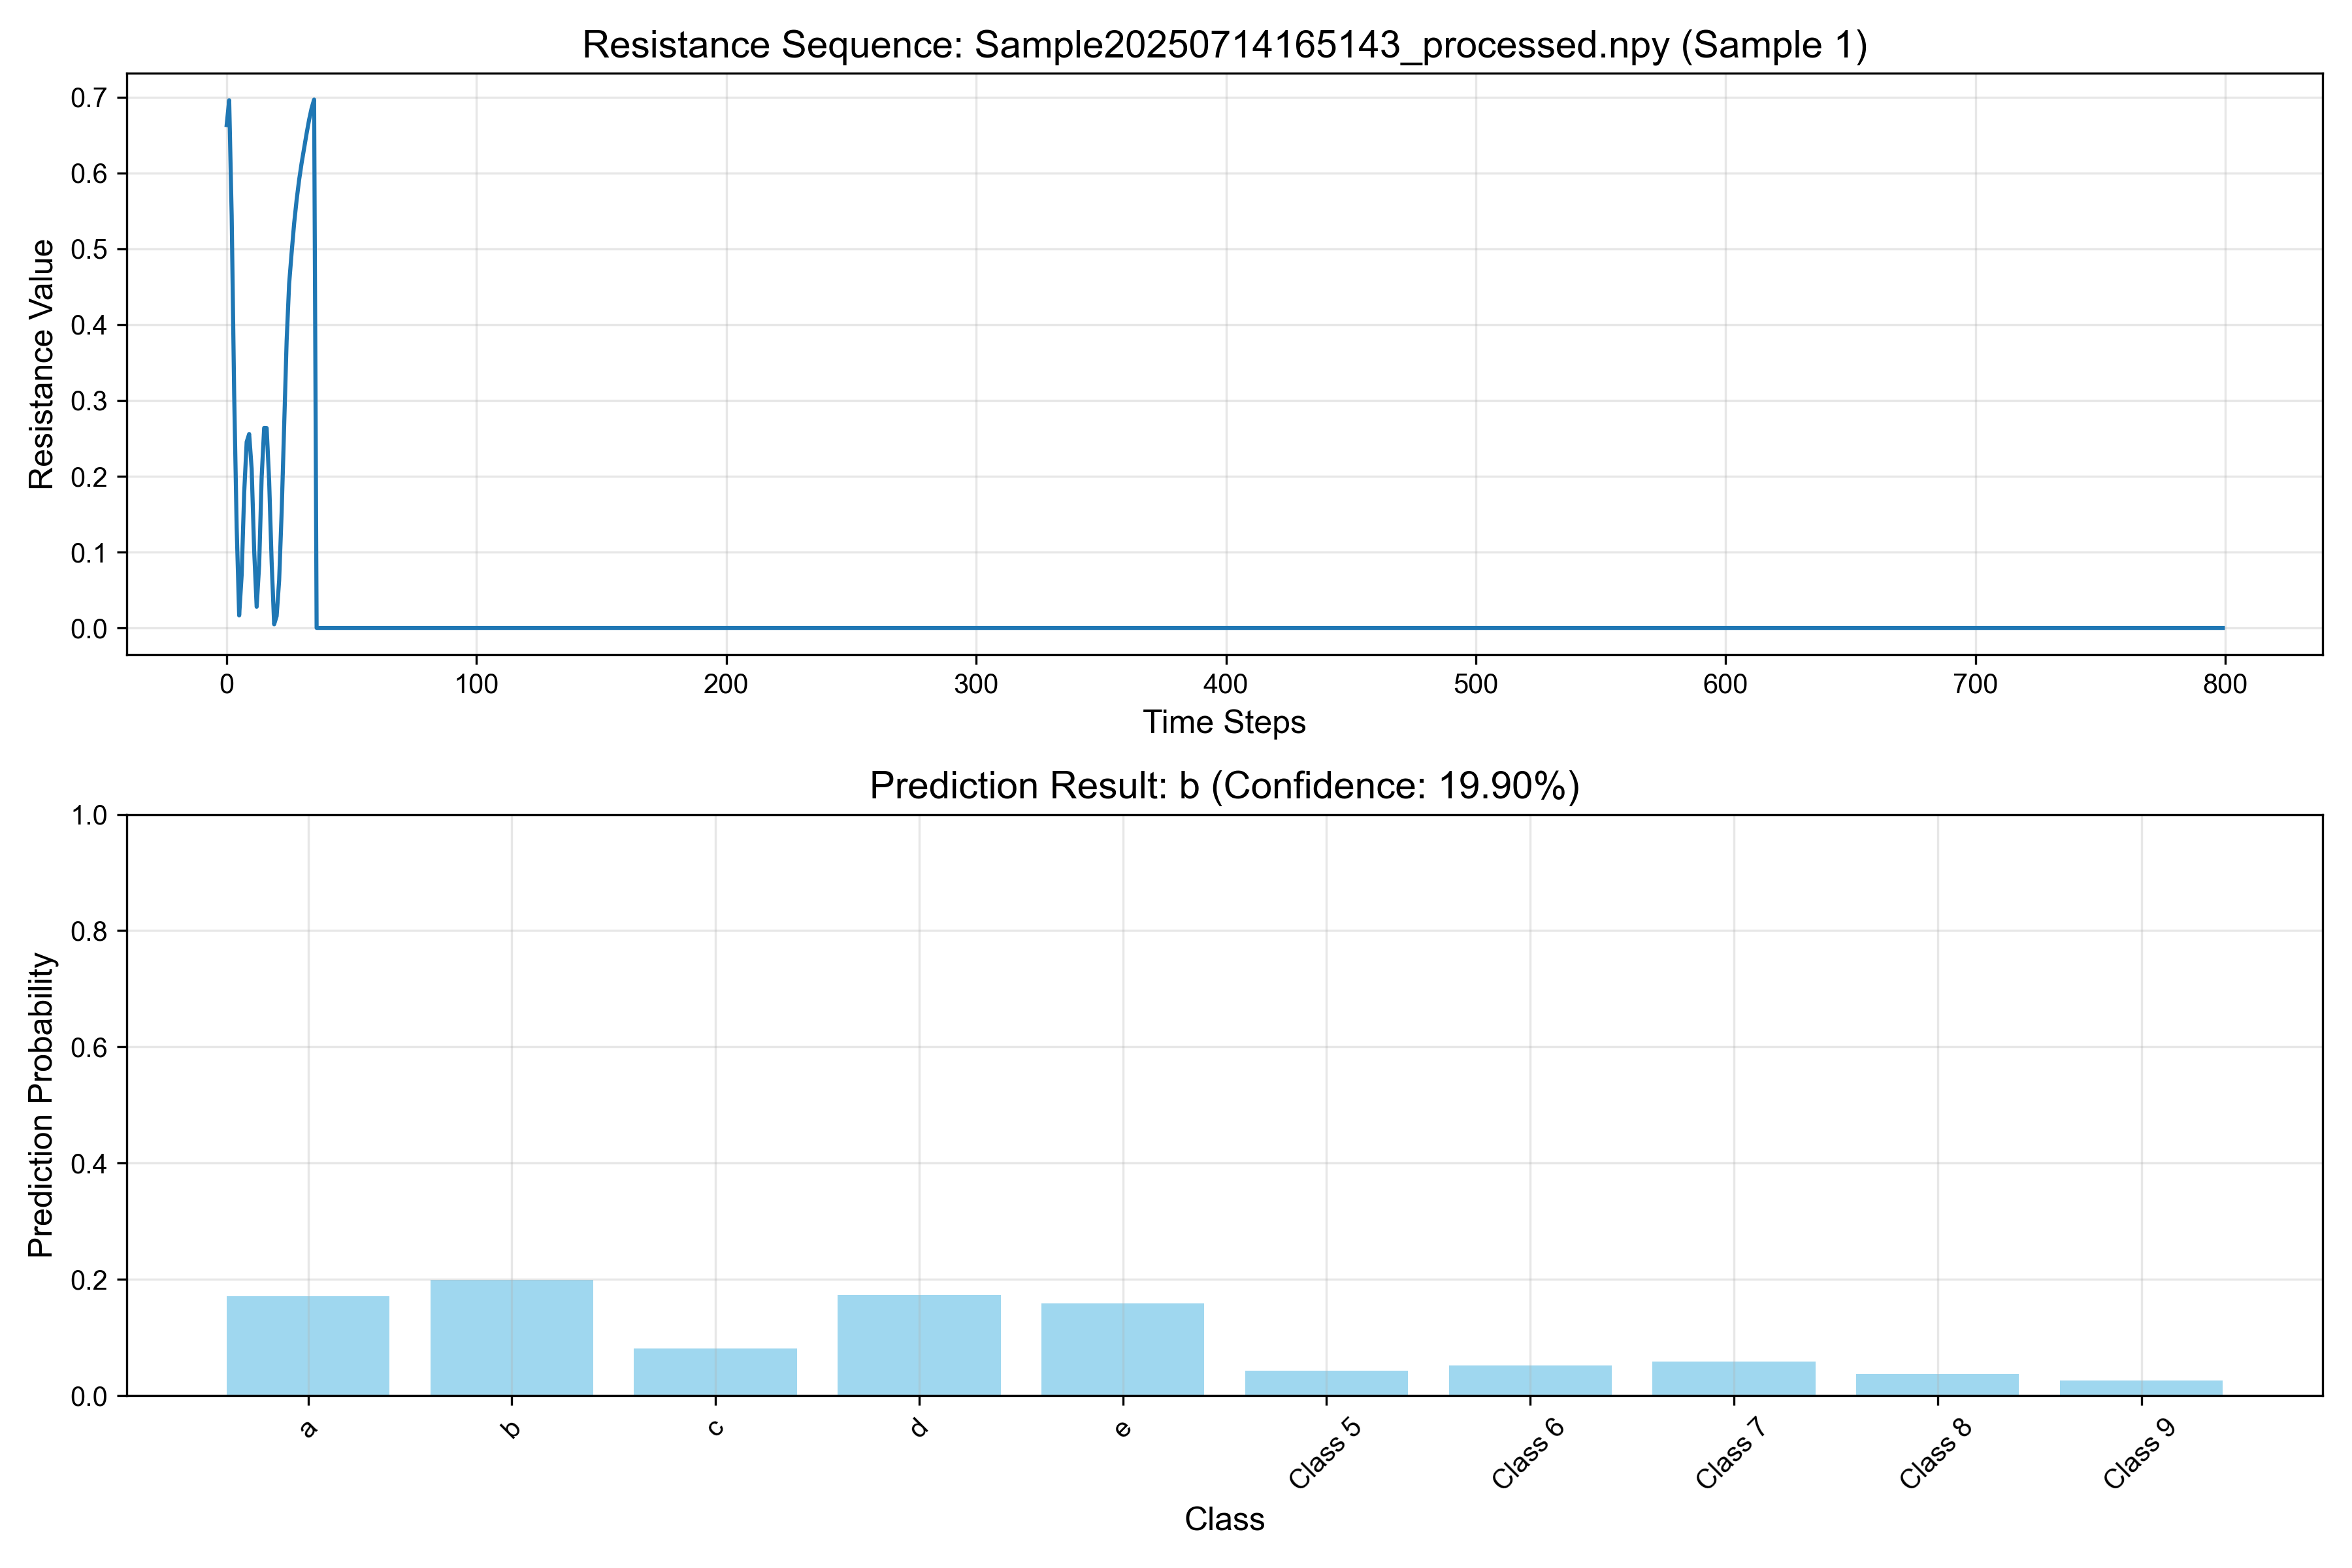 Resistance Sequence: Sample20250714165143_processed.npy (Sample 1)
0.7
0.6
0.5
0.4
0.3
0.2
0.1
0.0
Resistance Value
0 100 200 300 400 500 600 700 800
Time Steps
Prediction Result: b (Confidence: 19.90%)
1.0
0.8
0.6
0.4
0.2
0.0
Prediction Probability
a b c d e Class 5 Class 6 Class 7 Class 8 Class 9
Class